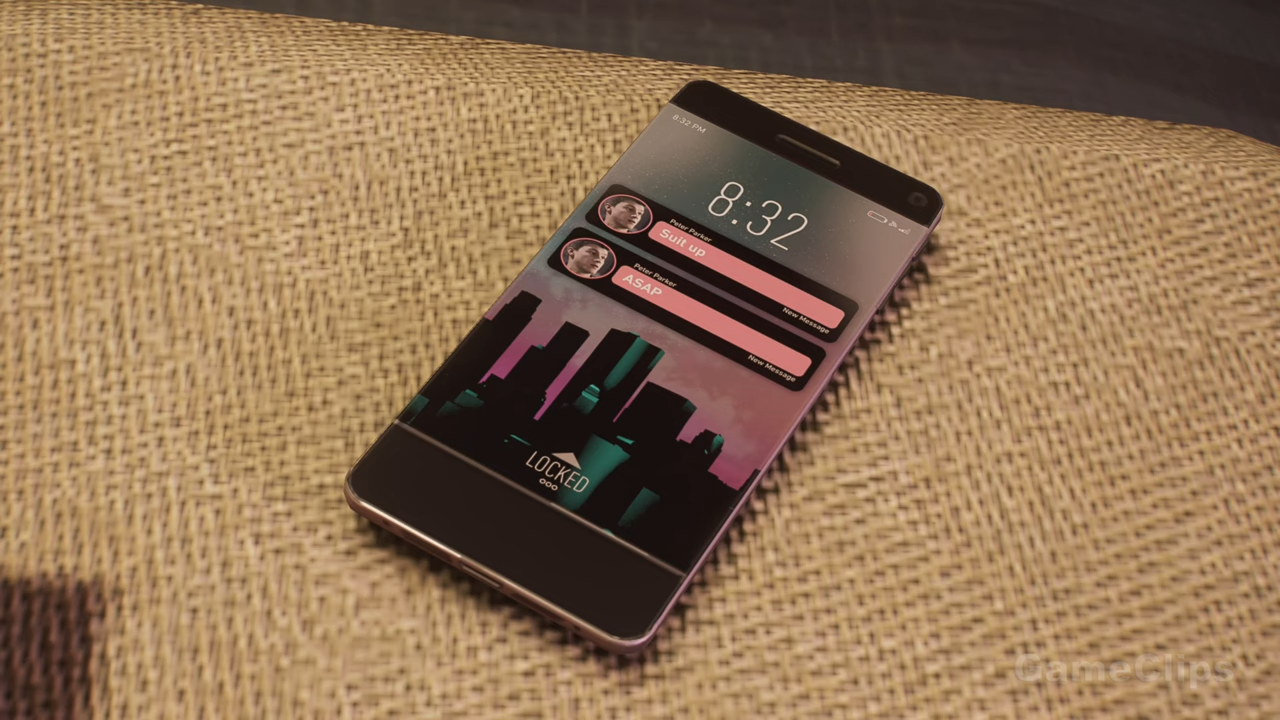 8:32 PM
8:32
Peter Parker
Suit up
New Message
Peter Parker
ASAP
New Message
LOCKED
GameClips